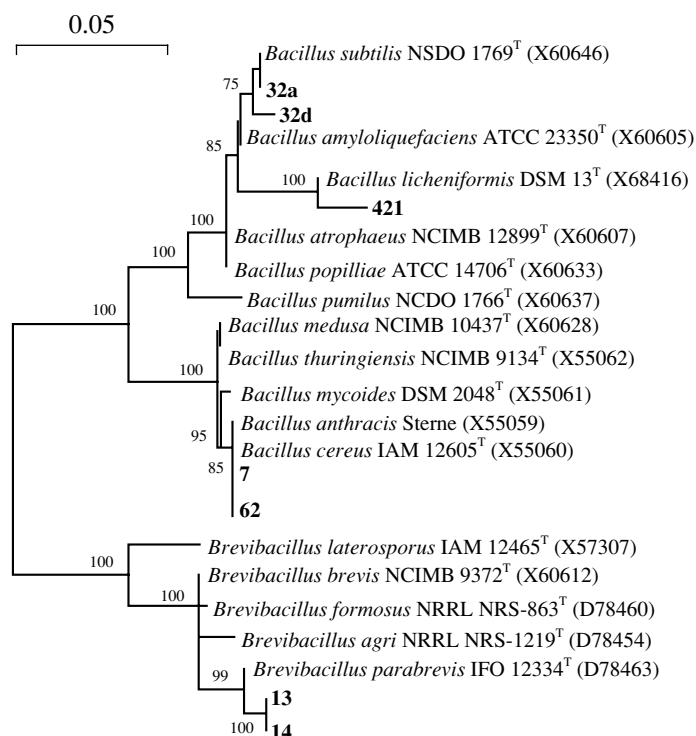 0.05
Bacillus subtilis NSDO 1769ᵀ (X60646)
75
32a
32d
Bacillus amyloliquefaciens ATCC 23350ᵀ (X60605)
85
Bacillus licheniformis DSM 13ᵀ (X68416)
100
421
100
Bacillus atrophaeus NCIMB 12899ᵀ (X60607)
100
Bacillus popilliae ATCC 14706ᵀ (X60633)
Bacillus pumilus NCDO 1766ᵀ (X60637)
100
Bacillus medusa NCIMB 10437ᵀ (X60628)
Bacillus thuringiensis NCIMB 9134ᵀ (X55062)
100
Bacillus mycoides DSM 2048ᵀ (X55061)
Bacillus anthracis Sterne (X55059)
95
Bacillus cereus IAM 12605ᵀ (X55060)
85
7
62
Brevibacillus laterosporus IAM 12465ᵀ (X57307)
100
Brevibacillus brevis NCIMB 9372ᵀ (X60612)
100
Brevibacillus formosus NRRL NRS-863ᵀ (D78460)
Brevibacillus agri NRRL NRS-1219ᵀ (D78454)
Brevibacillus parabrevis IFO 12334ᵀ (D78463)
99
13
100
14